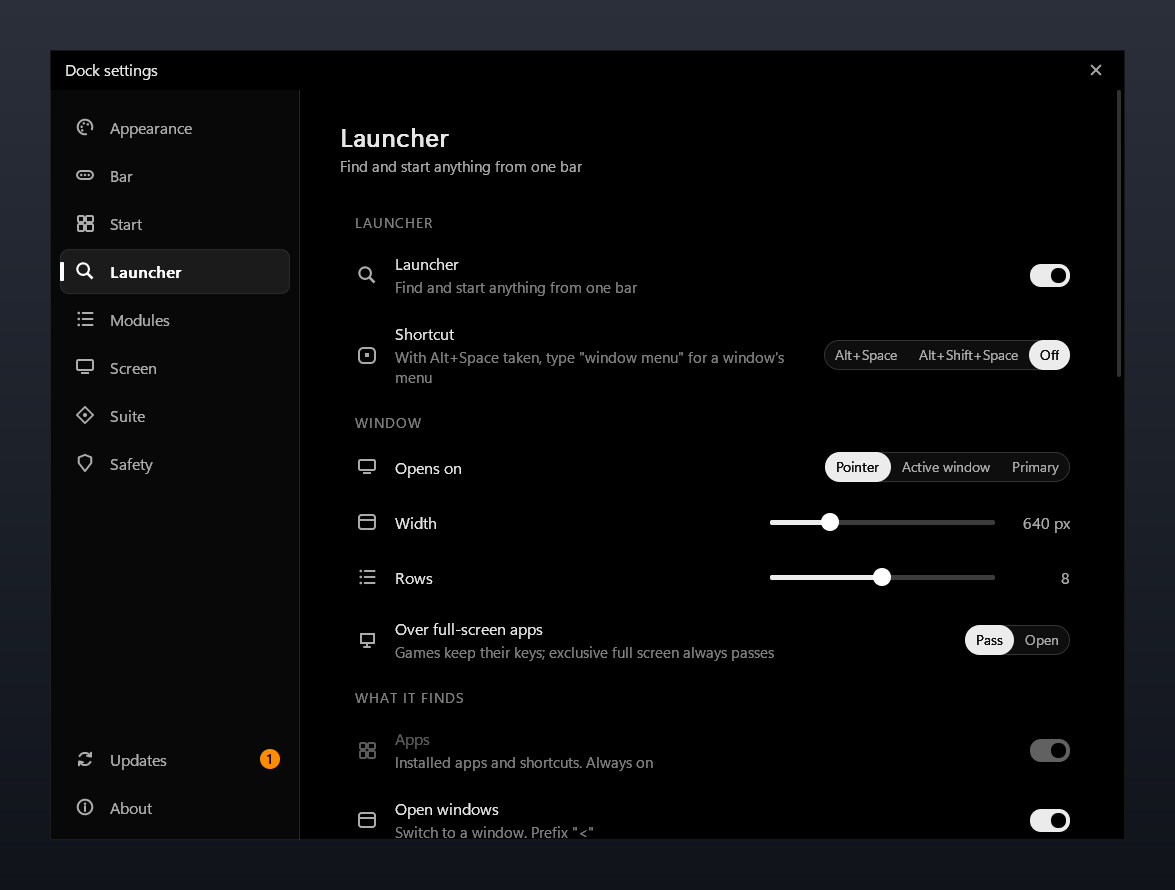 Dock settings
Appearance
Bar
Start
Launcher
Modules
Screen
Suite
Safety
Updates
1
About
Launcher
Find and start anything from one bar
LAUNCHER
Launcher
Find and start anything from one bar
Shortcut
With Alt+Space taken, type "window menu" for a window's
menu
Alt+Space Alt+Shift+Space Off
WINDOW
Opens on
Pointer Active window Primary
Width
640 px
Rows
8
Over full-screen apps
Games keep their keys; exclusive full screen always passes
Pass Open
WHAT IT FINDS
Apps
Installed apps and shortcuts. Always on
Open windows
Switch to a window. Prefix "<"